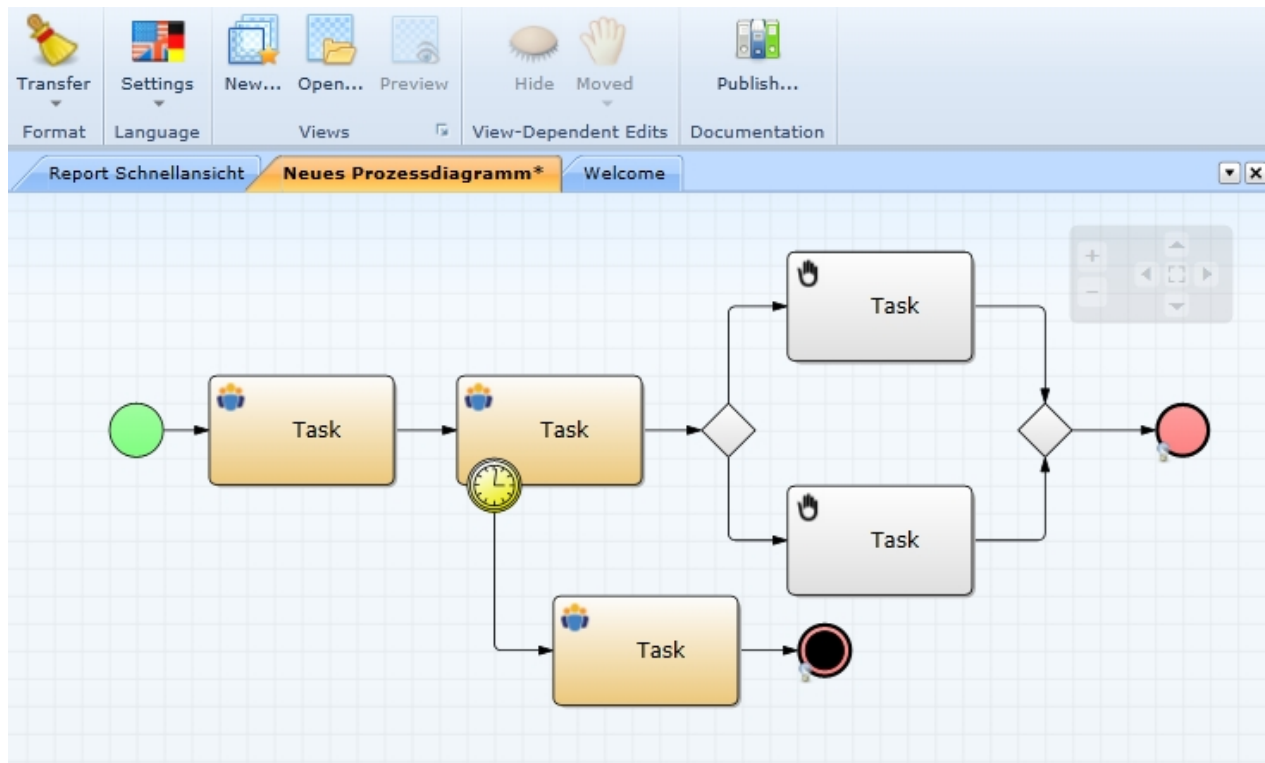 Transfer Settings New... Open... Preview Hide Moved Publish...
Format Language Views View-Dependent Edits Documentation
Report Schnellansicht Neues Prozessdiagramm* Welcome
Task
Task Task
Task
Task